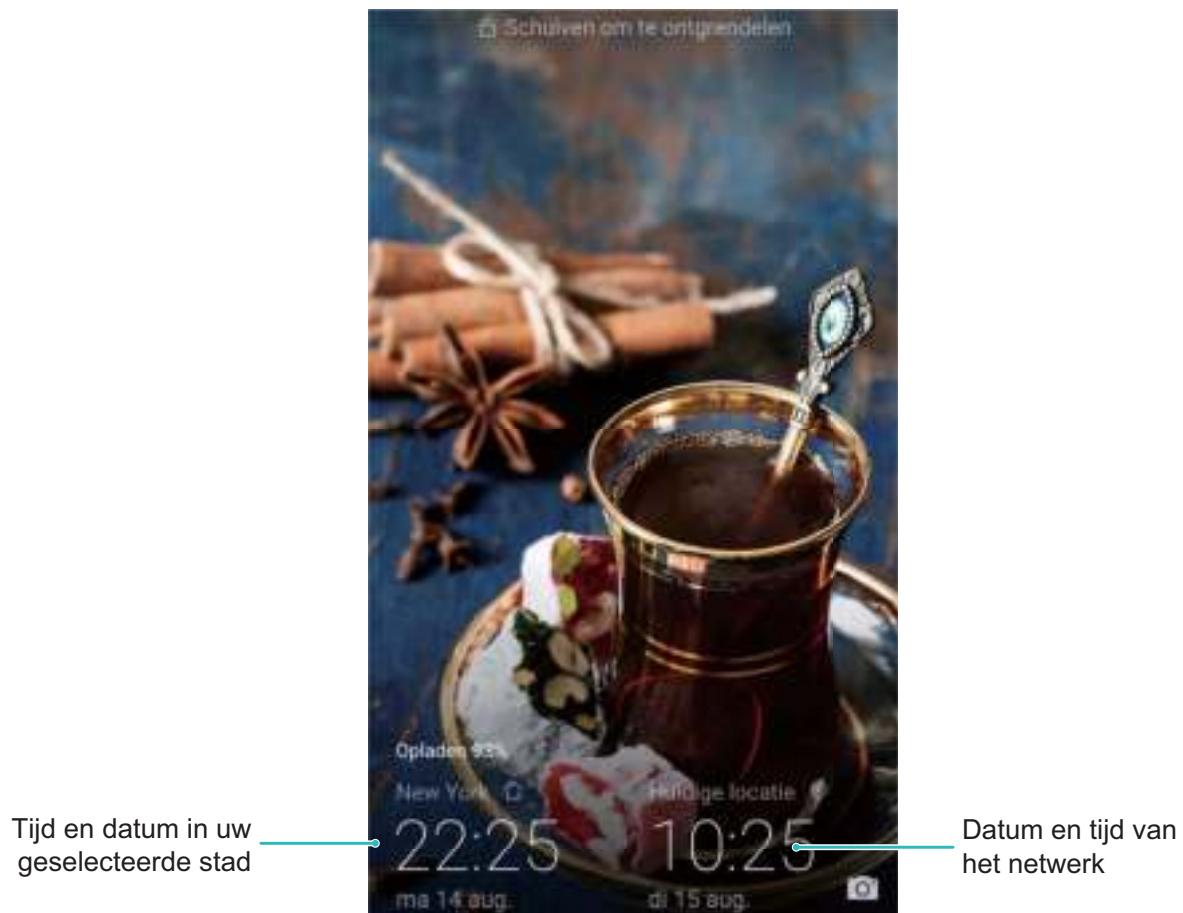 Schuiven om te ontgrendelen
Opladen 93%
New York
Huidige locatie
22:25
10:25
ma 14 aug.
di 15 aug.
Tijd en datum in uw
geselecteerde stad
Datum en tijd van
het netwerk